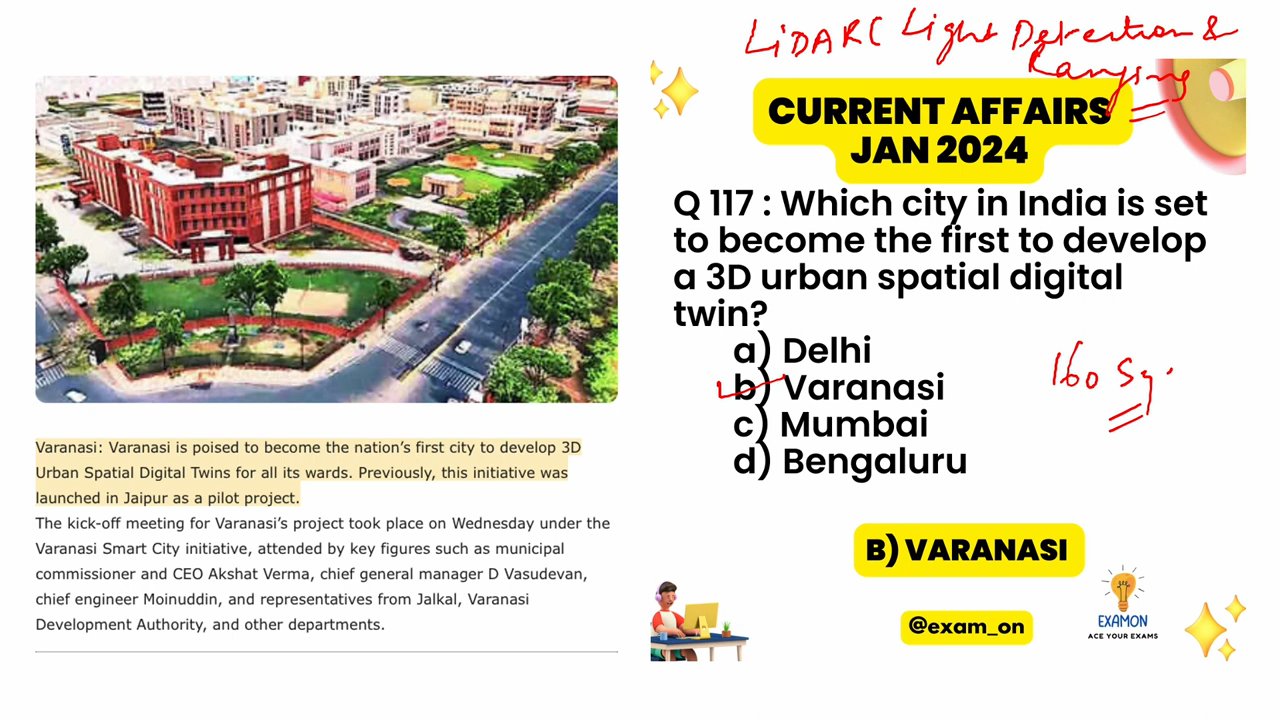 Varanasi: Varanasi is poised to become the nation's first city to develop 3D
Urban Spatial Digital Twins for all its wards. Previously, this initiative was
launched in Jaipur as a pilot project.
The kick-off meeting for Varanasi's project took place on Wednesday under the
Varanasi Smart City initiative, attended by key figures such as municipal
commissioner and CEO Akshat Verma, chief general manager D Vasudevan,
chief engineer Moinuddin, and representatives from Jalkal, Varanasi
Development Authority, and other departments.
LiDAR( Light Detection &
Ranging
CURRENT AFFAIRS
JAN 2024
Q 117 : Which city in India is set
to become the first to develop
a 3D urban spatial digital
twin?
a) Delhi
b) Varanasi
c) Mumbai
d) Bengaluru
160 Sq.
B) VARANASI
@exam_on
EXAMON
ACE YOUR EXAMS